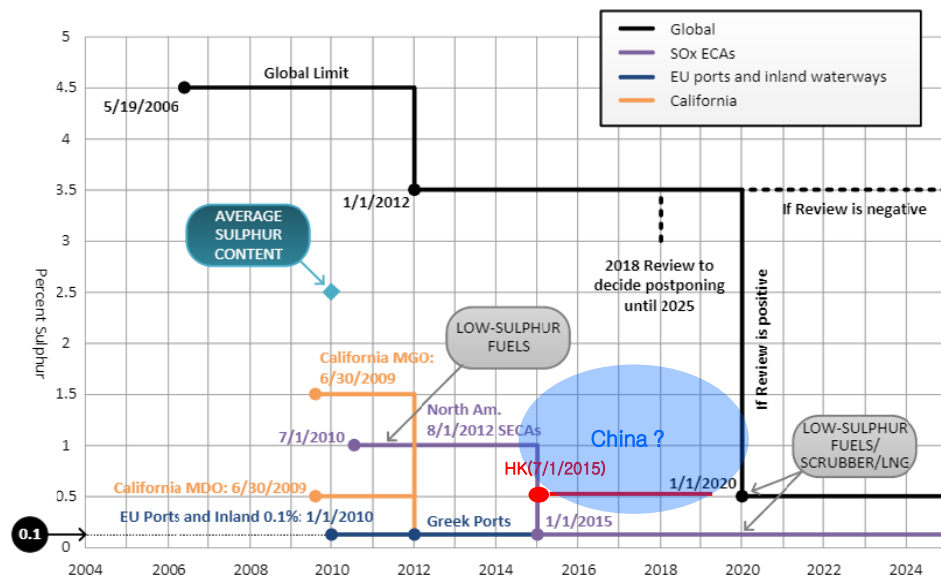 Global
SOx ECAs
EU ports and inland waterways
California
5
4.5
4
3.5
3
2.5
2
1.5
1
0.5
0
0.1
Percent Sulphur
Global Limit
5/19/2006
1/1/2012
AVERAGE
SULPHUR
CONTENT
If Review is negative
2018 Review to
decide postponing
until 2025
If Review is positive
LOW-SULPHUR
FUELS
California MGO:
6/30/2009
North Am.
8/1/2012 SECAs
7/1/2010
China ?
LOW-SULPHUR
FUELS/
SCRUBBER/LNG
HK(7/1/2015)
1/1/2020
California MDO: 6/30/2009
EU Ports and Inland 0.1%: 1/1/2010
Greek Ports
1/1/2015
2004 2006 2008 2010 2012 2014 2016 2018 2020 2022 2024